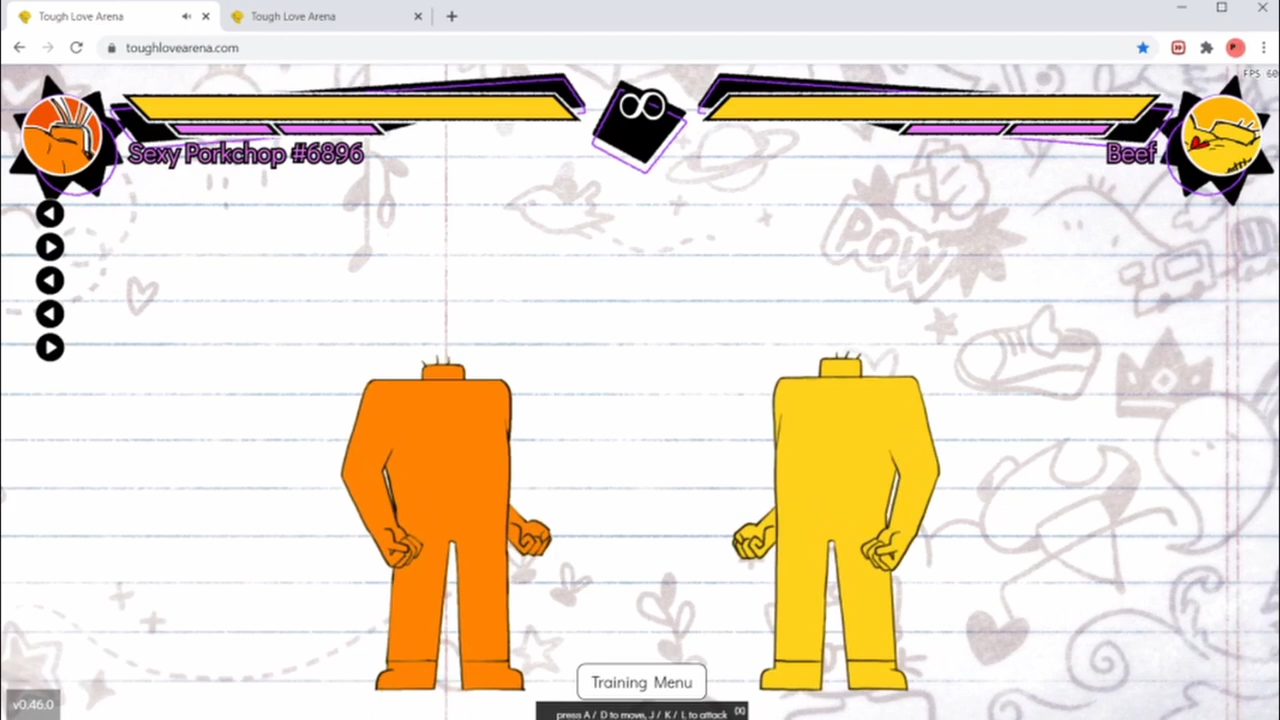 Tough Love Arena
Tough Love Arena
toughlovearena.com
FPS 60
∞
Sexy Porkchop #6896
Beef
POW
Training Menu
v0.46.0
press A / D to move, J / K / L to attack (X)